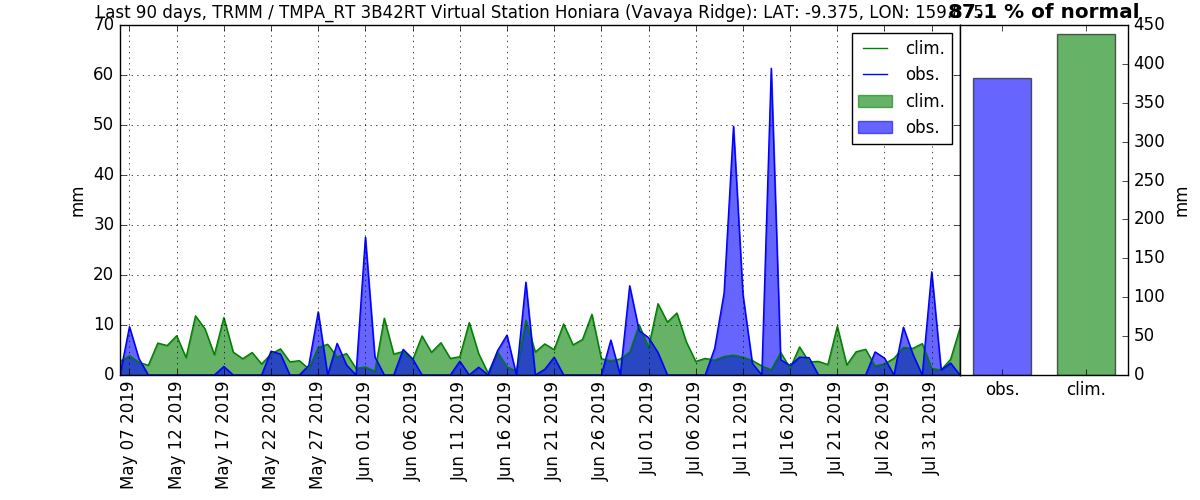 Last 90 days, TRMM / TMPA_RT 3B42RT Virtual Station Honiara (Vavaya Ridge): LAT: -9.375, LON: 159.
87.1 % of normal
70
60
50
40
30
20
10
0
mm
clim.
obs.
clim.
obs.
May 07 2019
May 12 2019
May 17 2019
May 22 2019
May 27 2019
Jun 01 2019
Jun 06 2019
Jun 11 2019
Jun 16 2019
Jun 21 2019
Jun 26 2019
Jul 01 2019
Jul 06 2019
Jul 11 2019
Jul 16 2019
Jul 21 2019
Jul 26 2019
Jul 31 2019
450
400
350
300
250
200
150
100
50
0
mm
obs.
clim.